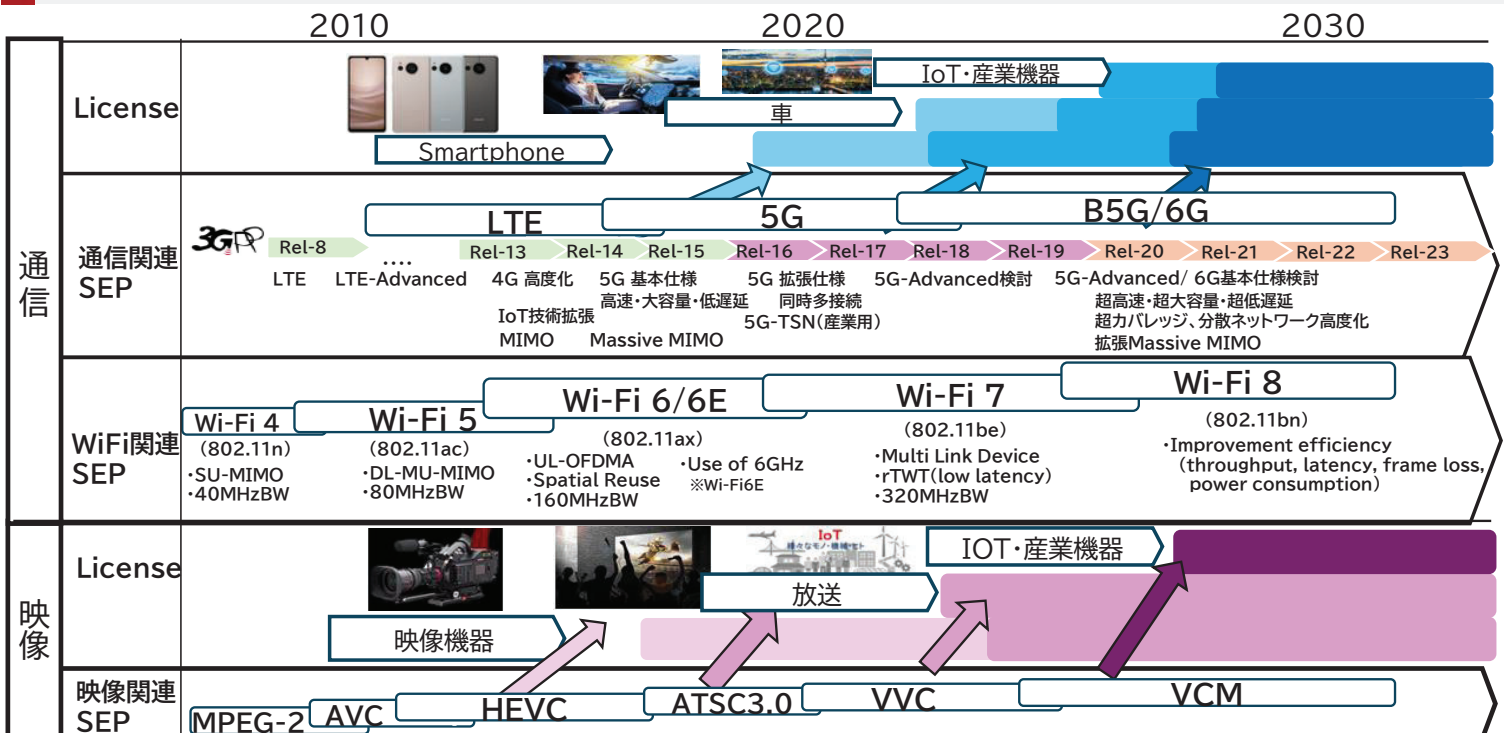 2010
2020
2030
通信
License
Smartphone
車
IoT・産業機器
通信関連
SEP
LTE
5G
B5G/6G
3GPP
Rel-8
....
Rel-13
Rel-14
Rel-15
Rel-16
Rel-17
Rel-18
Rel-19
Rel-20
Rel-21
Rel-22
Rel-23
LTE
LTE-Advanced
4G 高度化
IoT技術拡張
MIMO
5G 基本仕様
高速・大容量・低遅延
Massive MIMO
5G 拡張仕様
同時多接続
5G-TSN(産業用)
5G-Advanced検討
5G-Advanced/ 6G基本仕様検討
超高速・超大容量・超低遅延
超カバレッジ、分散ネットワーク高度化
拡張Massive MIMO
WiFi関連
SEP
Wi-Fi 4
(802.11n)
・SU-MIMO
・40MHzBW
Wi-Fi 5
(802.11ac)
・DL-MU-MIMO
・80MHzBW
Wi-Fi 6/6E
(802.11ax)
・UL-OFDMA
・Spatial Reuse
・160MHzBW
・Use of 6GHz
※Wi-Fi6E
Wi-Fi 7
(802.11be)
・Multi Link Device
・rTWT(low latency)
・320MHzBW
Wi-Fi 8
(802.11bn)
・Improvement efficiency
(throughput, latency, frame loss,
power consumption)
映像
License
映像機器
放送
IoT
様々なモノ・機械・ヒト
IOT・産業機器
映像関連
SEP
MPEG-2
AVC
HEVC
ATSC3.0
VVC
VCM